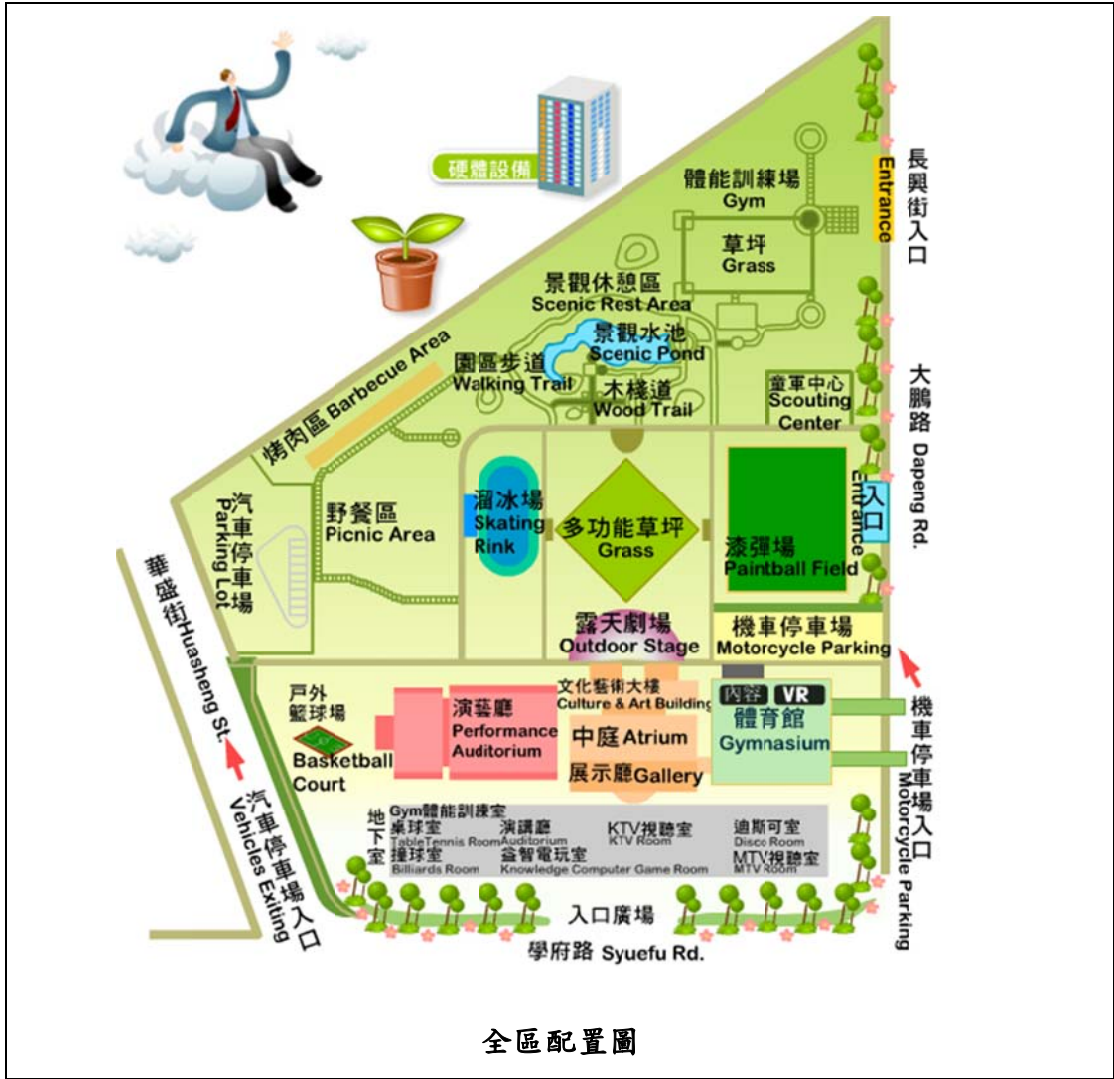 硬體設備
體能訓練場
Gym
草坪
Grass
Entrance
長興街入口
景觀休憩區
Scenic Rest Area
景觀水池
Scenic Pond
園區步道
Walking Trail
木棧道
Wood Trail
童軍中心
Scouting
Center
大鵬路 Dapeng Rd.
烤肉區 Barbecue Area
汽車停車場
Parking Lot
野餐區
Picnic Area
溜冰場
Skating
Rink
多功能草坪
Grass
漆彈場
Paintball Field
Entrance
入口
露天劇場
Outdoor Stage
機車停車場
Motorcycle Parking
華盛街Huasheng St.
戶外
籃球場
Basketball
Court
演藝廳
Performance
Auditorium
文化藝術大樓
Culture & Art Building
中庭 Atrium
展示廳Gallery
內容 VR
體育館
Gymnasium
機車停車場入口
Motorcycle Parking
汽車停車場入口
Vehicles Exiting
地下室
Gym體能訓練室
桌球室 演講廳 KTV視聽室 迪斯可室
TableTennis Room Auditorium KTV Room Disco Room
撞球室 益智電玩室 MTV視聽室
Billiards Room Knowledge Computer Game Room MTV Room
入口廣場
學府路 Syuefu Rd.
全區配置圖